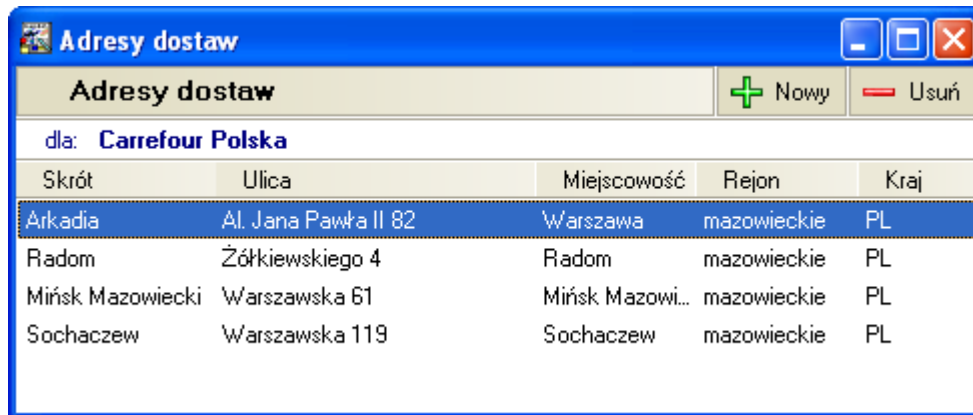 Adresy dostaw
Adresy dostaw Nowy Usuń
dla: Carrefour Polska
Skrót Ulica Miejscowość Rejon Kraj
Arkadia Al. Jana Pawła II 82 Warszawa mazowieckie PL
Radom Żółkiewskiego 4 Radom mazowieckie PL
Mińsk Mazowiecki Warszawska 61 Mińsk Mazowi... mazowieckie PL
Sochaczew Warszawska 119 Sochaczew mazowieckie PL